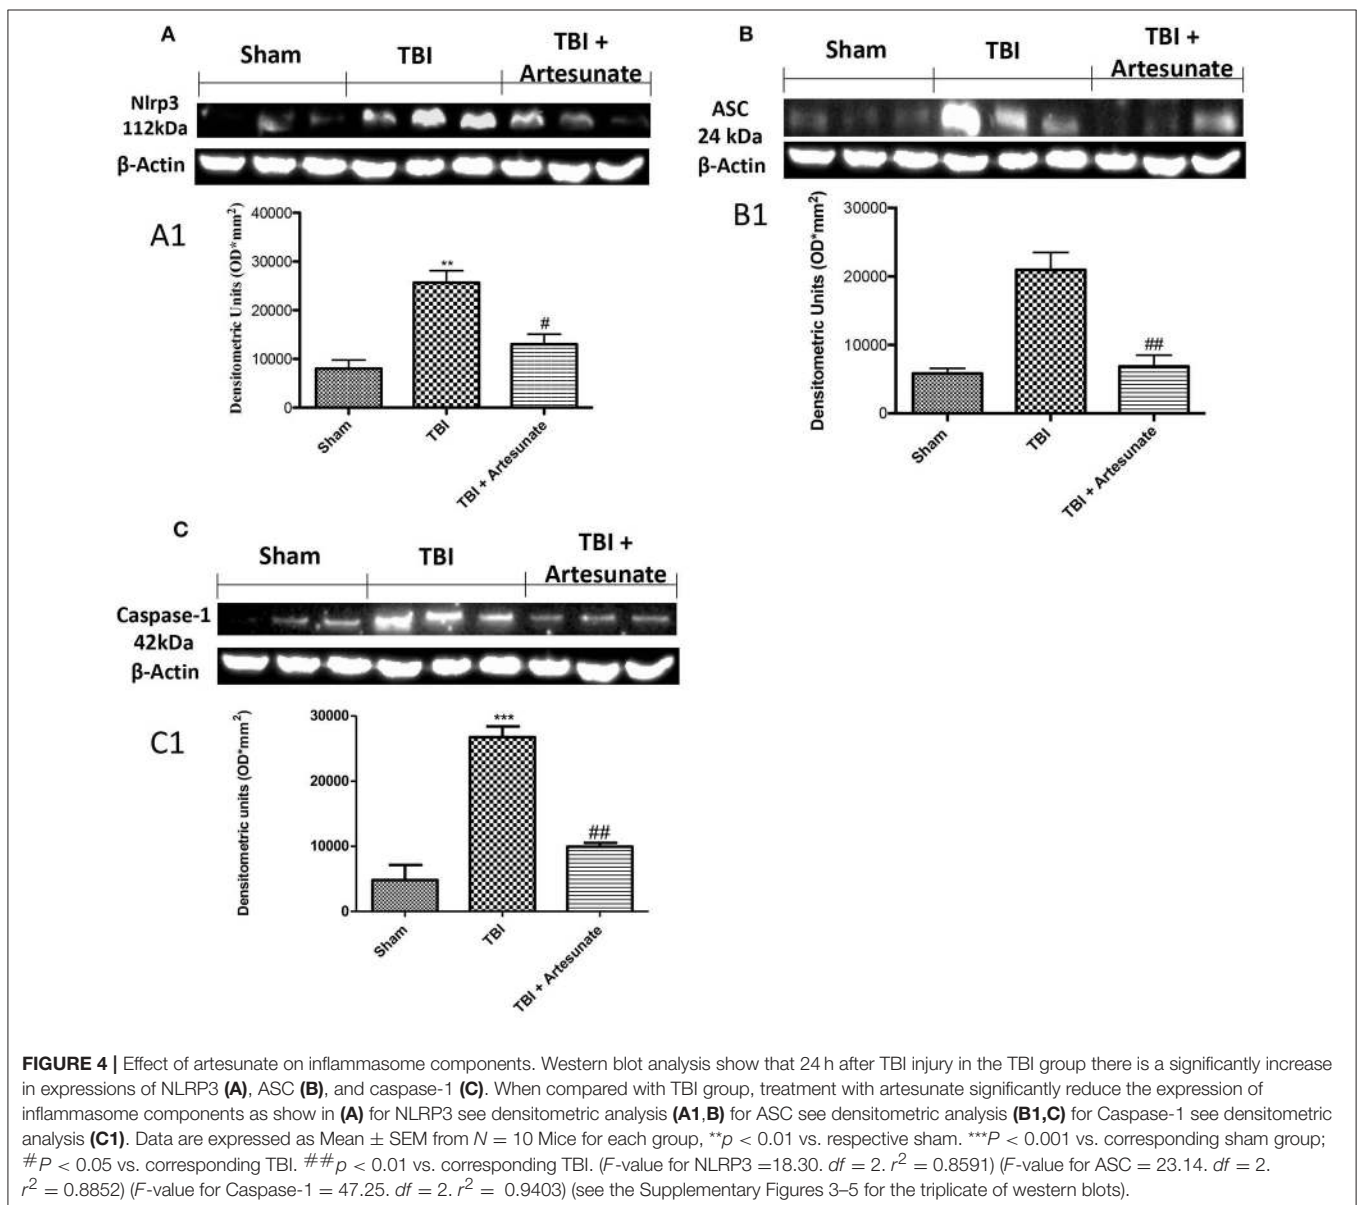 A
Sham TBI TBI +
Artesunate
Nlrp3
112kDa
β-Actin
A1
Densitometric Units (OD*mm²)
40000
30000
20000
10000
0
**
#
Sham
TBI
TBI + Artesunate
B
Sham TBI TBI +
Artesunate
ASC
24 kDa
β-Actin
B1
Densitometric Units (OD*mm²)
30000
20000
10000
0
##
Sham
TBI
TBI + Artesunate
C
Sham TBI TBI +
Artesunate
Caspase-1
42kDa
β-Actin
C1
Densitometric units (OD*mm²)
30000
20000
10000
0
***
##
Sham
TBI
TBI + Artesunate
FIGURE 4 | Effect of artesunate on inflammasome components. Western blot analysis show that 24 h after TBI injury in the TBI group there is a significantly increase
in expressions of NLRP3 (A), ASC (B), and caspase-1 (C). When compared with TBI group, treatment with artesunate significantly reduce the expression of
inflammasome components as show in (A) for NLRP3 see densitometric analysis (A1,B) for ASC see densitometric analysis (B1,C) for Caspase-1 see densitometric
analysis (C1). Data are expressed as Mean ± SEM from N = 10 Mice for each group, **p < 0.01 vs. respective sham. ***P < 0.001 vs. corresponding sham group;
#P < 0.05 vs. corresponding TBI. ##p < 0.01 vs. corresponding TBI. (F-value for NLRP3 =18.30. df = 2. r² = 0.8591) (F-value for ASC = 23.14. df = 2.
r² = 0.8852) (F-value for Caspase-1 = 47.25. df = 2. r² = 0.9403) (see the Supplementary Figures 3–5 for the triplicate of western blots).